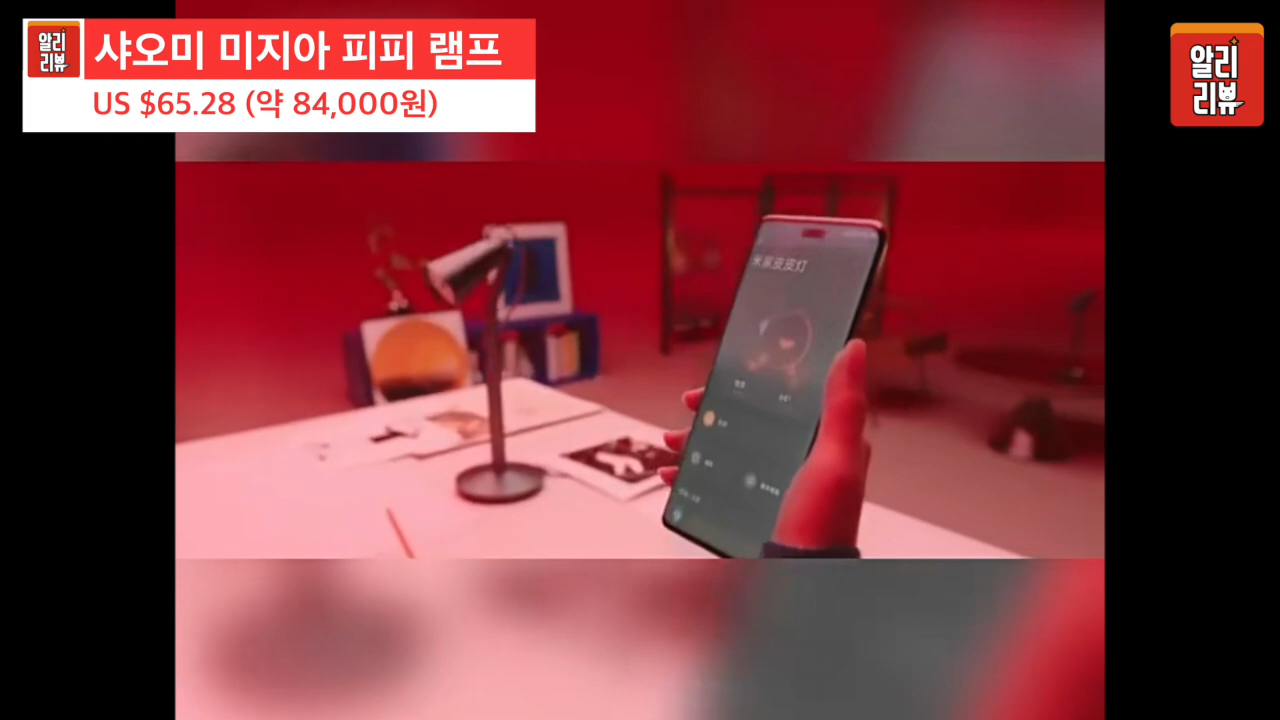 알리
리뷰
샤오미 미지아 피피 램프
US $65.28 (약 84,000원)
알리
리뷰
米家皮皮灯